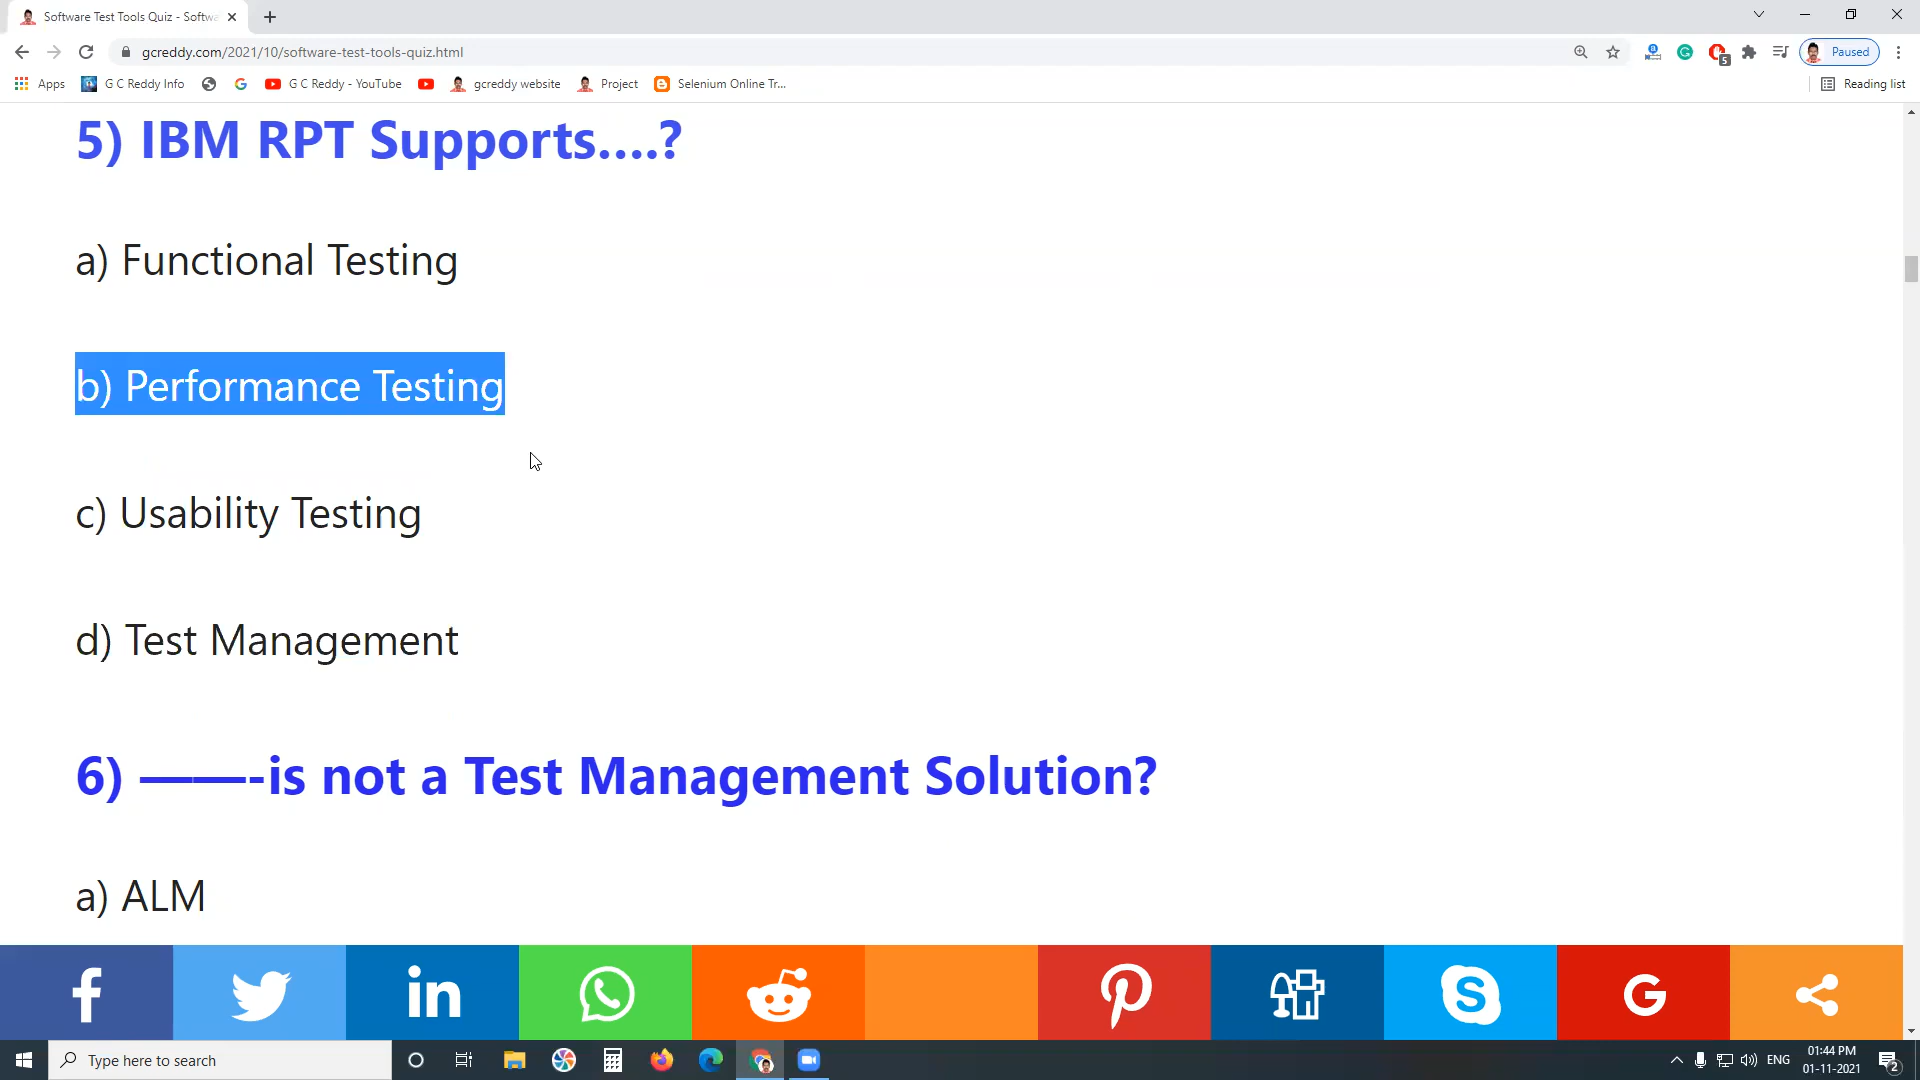 Software Test Tools Quiz - Softwa
gcreddy.com/2021/10/software-test-tools-quiz.html
5
Paused
Apps
G C Reddy Info
G C Reddy - YouTube
gcreddy website
Project
Selenium Online Tr...
Reading list
5) IBM RPT Supports….?
a) Functional Testing
b) Performance Testing
c) Usability Testing
d) Test Management
6) ——-is not a Test Management Solution?
a) ALM
Type here to search
ENG
01:44 PM
01-11-2021
2